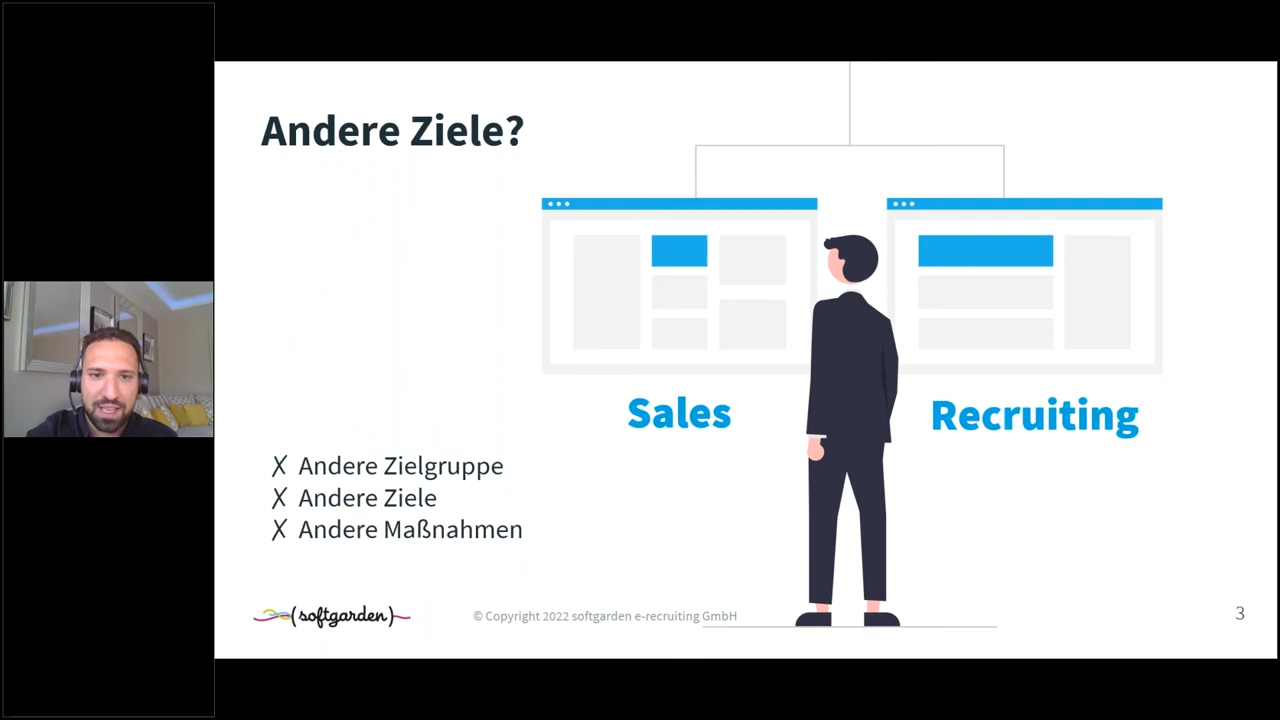 Andere Ziele?
Sales
Recruiting
╳ Andere Zielgruppe
╳ Andere Ziele
╳ Andere Maßnahmen
(softgarden)
© Copyright 2022 softgarden e-recruiting GmbH
3